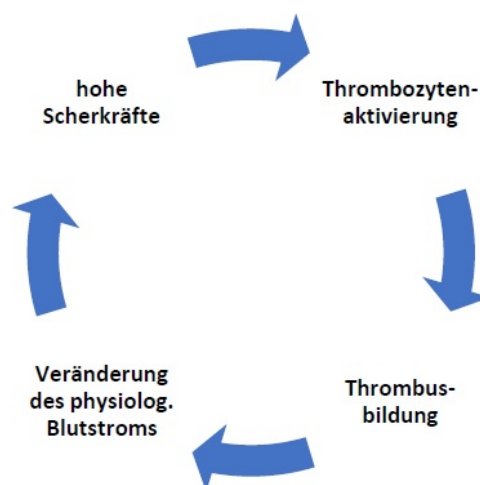 hohe
Scherkräfte
Thrombozyten-
aktivierung
Thrombus-
bildung
Veränderung
des physiolog.
Blutstroms